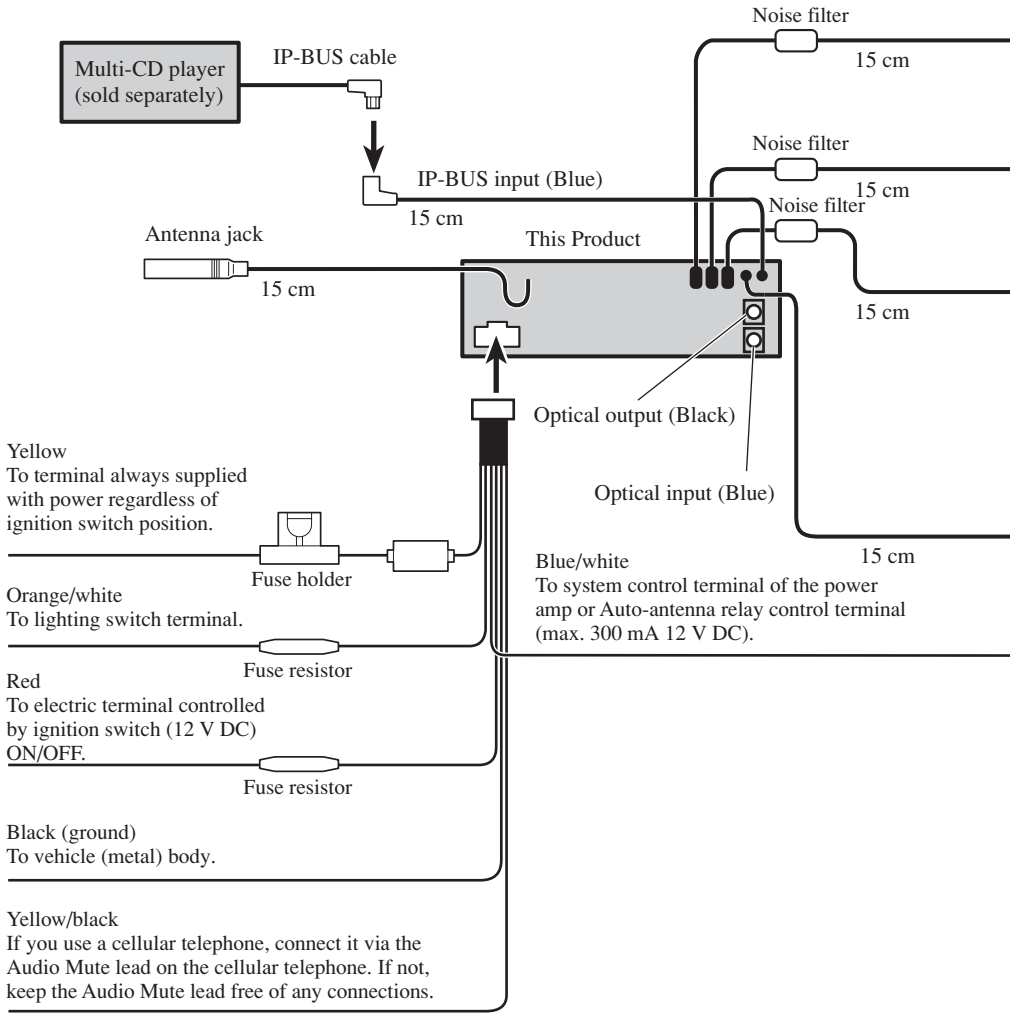 Noise filter
15 cm
IP-BUS cable
Multi-CD player
(sold separately)
Noise filter
15 cm
IP-BUS input (Blue)
15 cm
Noise filter
Antenna jack
This Product
15 cm
15 cm
Optical output (Black)
Optical input (Blue)
15 cm
Yellow
To terminal always supplied
with power regardless of
ignition switch position.
Fuse holder
Blue/white
To system control terminal of the power
amp or Auto-antenna relay control terminal
(max. 300 mA 12 V DC).
Orange/white
To lighting switch terminal.
Fuse resistor
Red
To electric terminal controlled
by ignition switch (12 V DC)
ON/OFF.
Fuse resistor
Black (ground)
To vehicle (metal) body.
Yellow/black
If you use a cellular telephone, connect it via the
Audio Mute lead on the cellular telephone. If not,
keep the Audio Mute lead free of any connections.